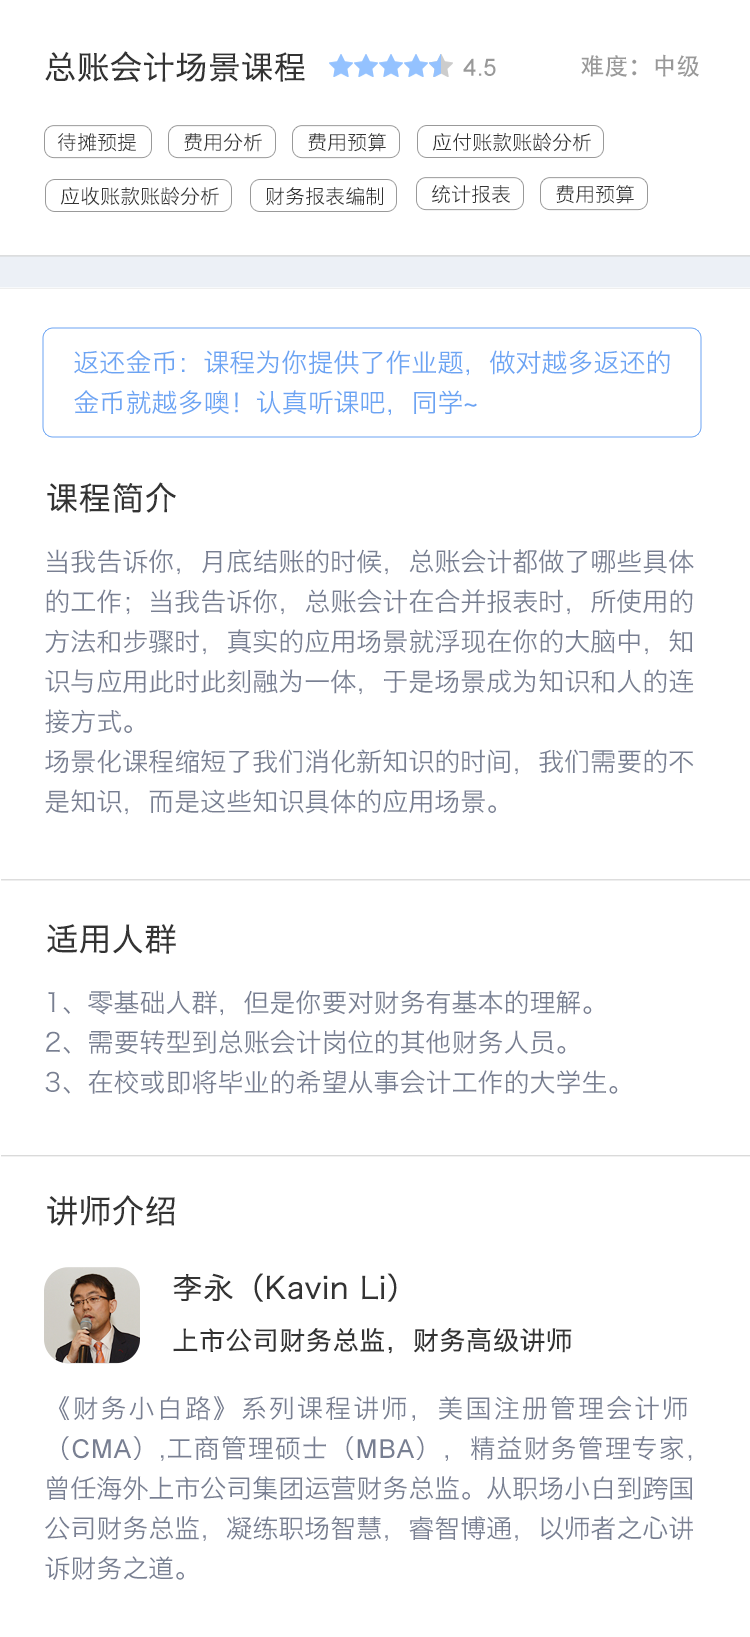 总账会计场景课程 4.5 难度：中级
待摊预提 费用分析 费用预算 应付账款账龄分析
应收账款账龄分析 财务报表编制 统计报表 费用预算
返还金币：课程为你提供了作业题，做对越多返还的
金币就越多噢！认真听课吧，同学~
课程简介
当我告诉你，月底结账的时候，总账会计都做了哪些具体
的工作；当我告诉你，总账会计在合并报表时，所使用的
方法和步骤时，真实的应用场景就浮现在你的大脑中，知
识与应用此时此刻融为一体，于是场景成为知识和人的连
接方式。
场景化课程缩短了我们消化新知识的时间，我们需要的不
是知识，而是这些知识具体的应用场景。
适用人群
1、零基础人群，但是你要对财务有基本的理解。
2、需要转型到总账会计岗位的其他财务人员。
3、在校或即将毕业的希望从事会计工作的大学生。
讲师介绍
李永（Kavin Li）
上市公司财务总监，财务高级讲师
《财务小白路》系列课程讲师，美国注册管理会计师
（CMA）,工商管理硕士（MBA），精益财务管理专家，
曾任海外上市公司集团运营财务总监。从职场小白到跨国
公司财务总监，凝练职场智慧，睿智博通，以师者之心讲
诉财务之道。